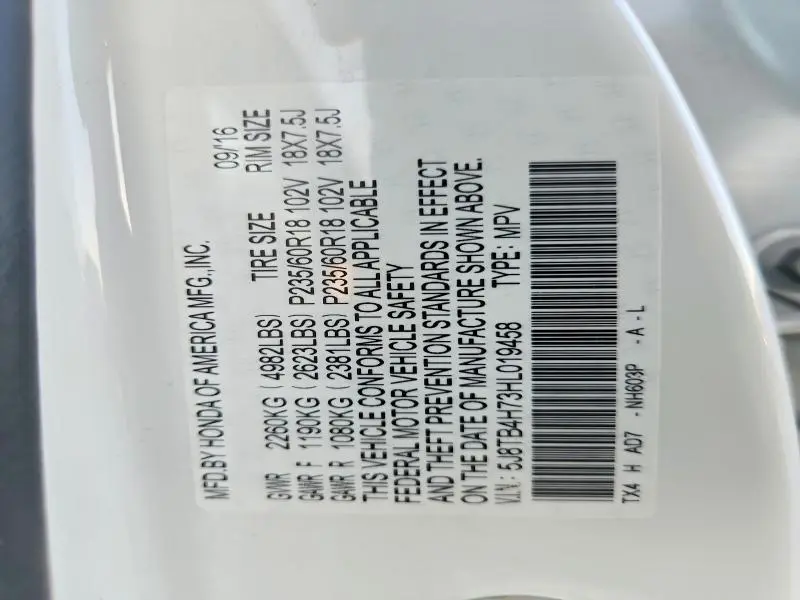 MFD.BY HONDA OF AMERICA MFG.,INC. 09/16
GVWR 2260KG ( 4982LBS) TIRE SIZE RIM SIZE
GAWR F 1190KG ( 2623LBS) P235/60R18 102V 18X7.5J
GAWR R 1080KG ( 2381LBS) P235/60R18 102V 18X7.5J
THIS VEHICLE CONFORMS TO ALL APPLICABLE
FEDERAL MOTOR VEHICLE SAFETY
AND THEFT PREVENTION STANDARDS IN EFFECT
ON THE DATE OF MANUFACTURE SHOWN ABOVE.
V.I.N.: 5J8TB4H73HL019458 TYPE: MPV
TX4 H AD7 - NH603P - A - L